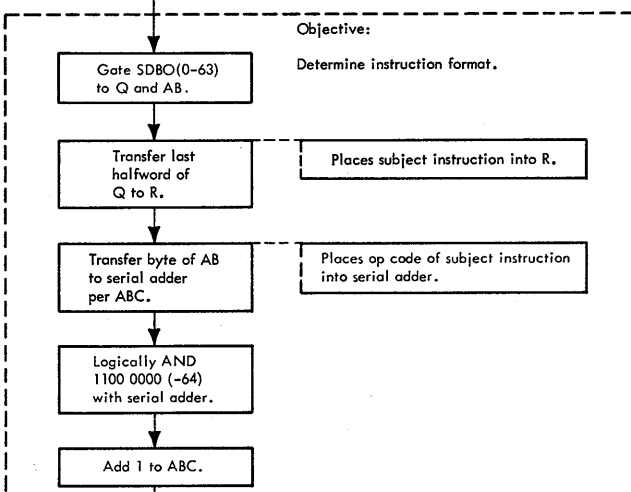 Objective:
Determine instruction format.
Gate SDBO(0-63)
to Q and AB.
Transfer last
halfword of
Q to R.
Places subject instruction into R.
Transfer byte of AB
to serial adder
per ABC.
Places op code of subject instruction
into serial adder.
Logically AND
1100 0000 (-64)
with serial adder.
Add 1 to ABC.